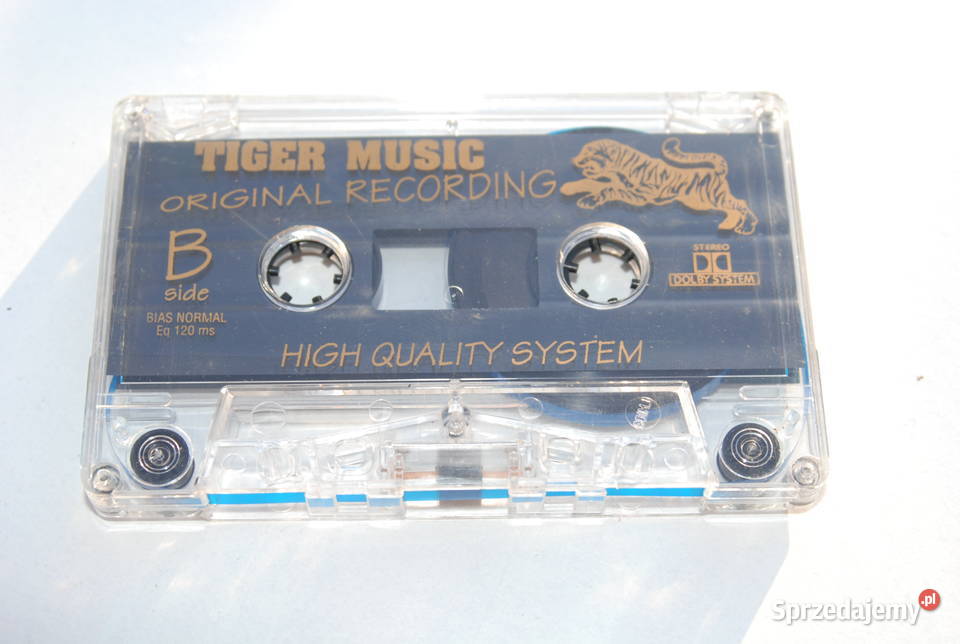 TIGER MUSIC
ORIGINAL RECORDING
B
side
STEREO
DOLBY SYSTEM
BIAS NORMAL
Eq 120 ms
HIGH QUALITY SYSTEM
Sprzedajemy.pl